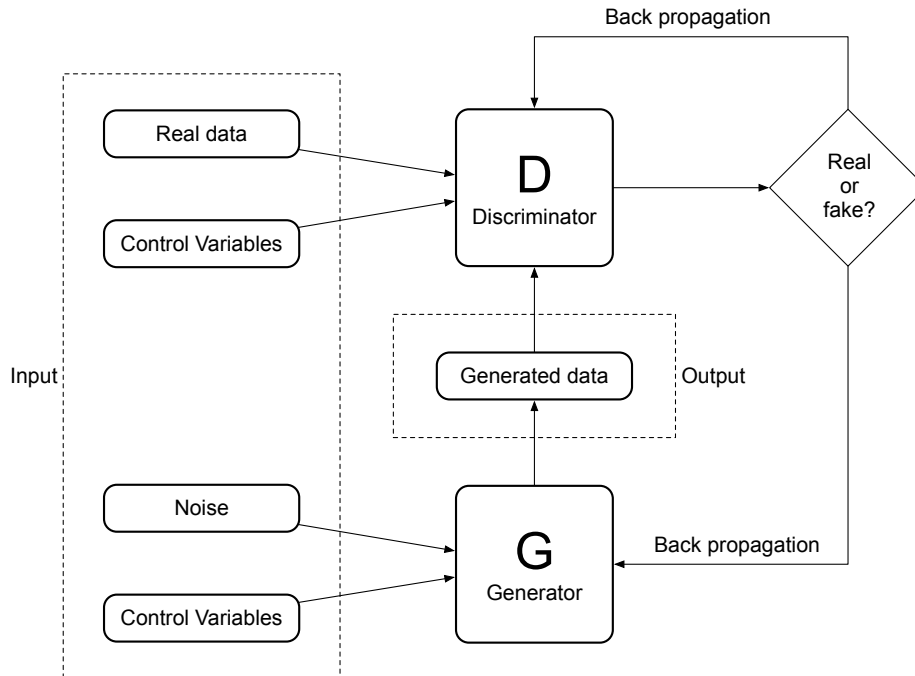 Back propagation
Real data
D
Discriminator
Real
or
fake?
Control Variables
Input
Generated data
Output
Noise
G
Generator
Back propagation
Control Variables